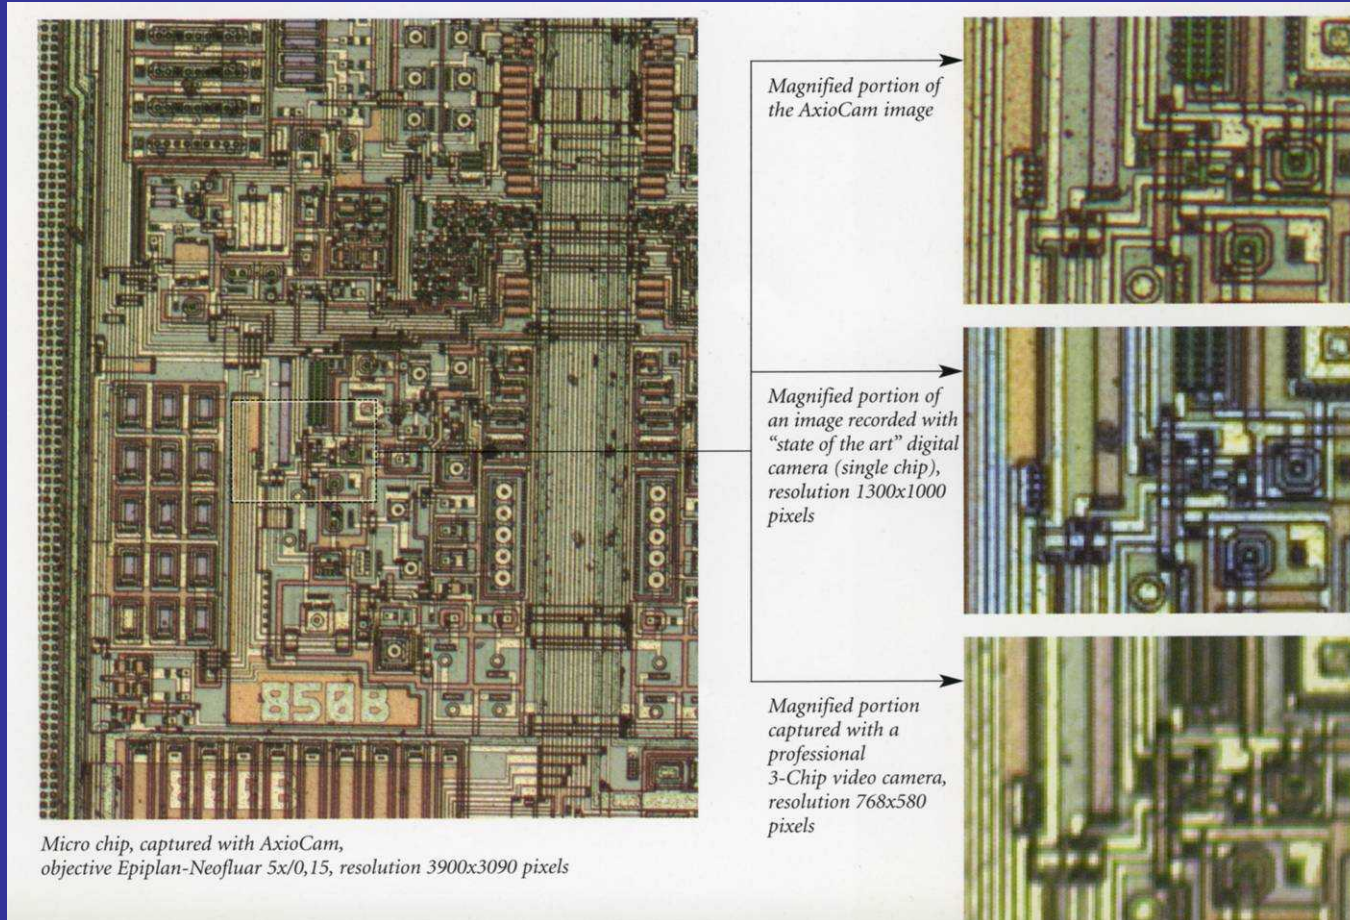 Magnified portion of
the AxioCam image
Magnified portion of
an image recorded with
“state of the art” digital
camera (single chip),
resolution 1300x1000
pixels
8508
Magnified portion
captured with a
professional
3-Chip video camera,
resolution 768x580
pixels
Micro chip, captured with AxioCam,
objective Epiplan-Neofluar 5x/0,15, resolution 3900x3090 pixels